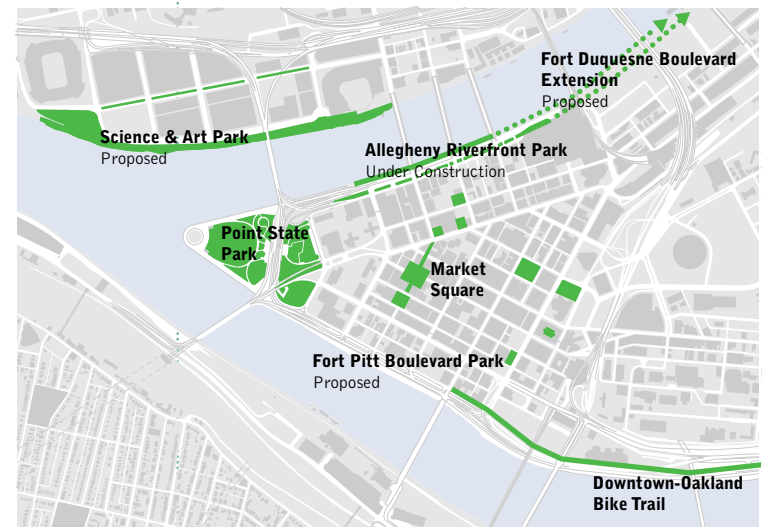 Fort Duquesne Boulevard
Extension
Proposed
Science & Art Park
Proposed
Allegheny Riverfront Park
Under Construction
Point State
Park
Market
Square
Fort Pitt Boulevard Park
Proposed
Downtown-Oakland
Bike Trail